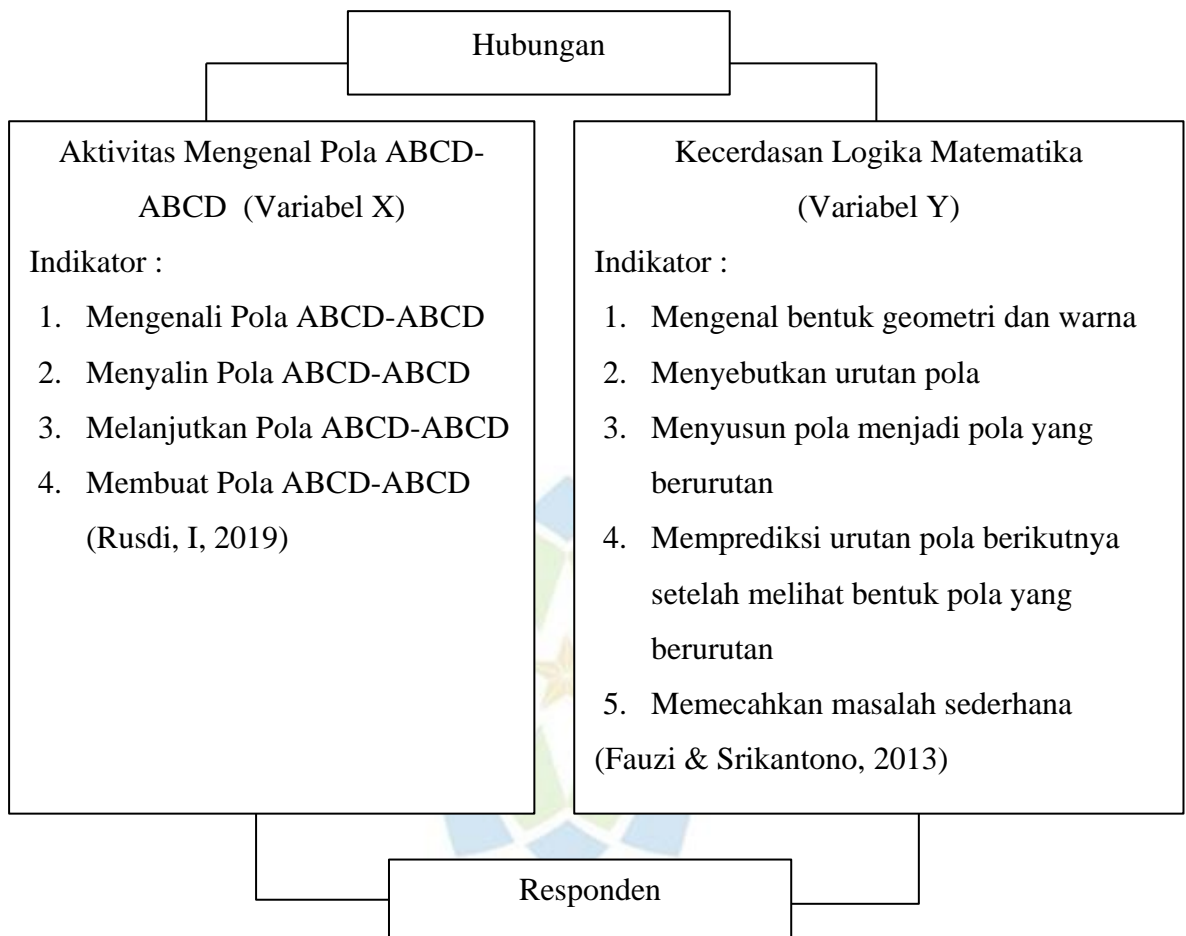 Hubungan
Aktivitas Mengenal Pola ABCD-
ABCD (Variabel X)
Indikator :
1. Mengenali Pola ABCD-ABCD
2. Menyalin Pola ABCD-ABCD
3. Melanjutkan Pola ABCD-ABCD
4. Membuat Pola ABCD-ABCD
(Rusdi, I, 2019)
Kecerdasan Logika Matematika
(Variabel Y)
Indikator :
1. Mengenal bentuk geometri dan warna
2. Menyebutkan urutan pola
3. Menyusun pola menjadi pola yang
berurutan
4. Memprediksi urutan pola berikutnya
setelah melihat bentuk pola yang
berurutan
5. Memecahkan masalah sederhana
(Fauzi & Srikantono, 2013)
Responden